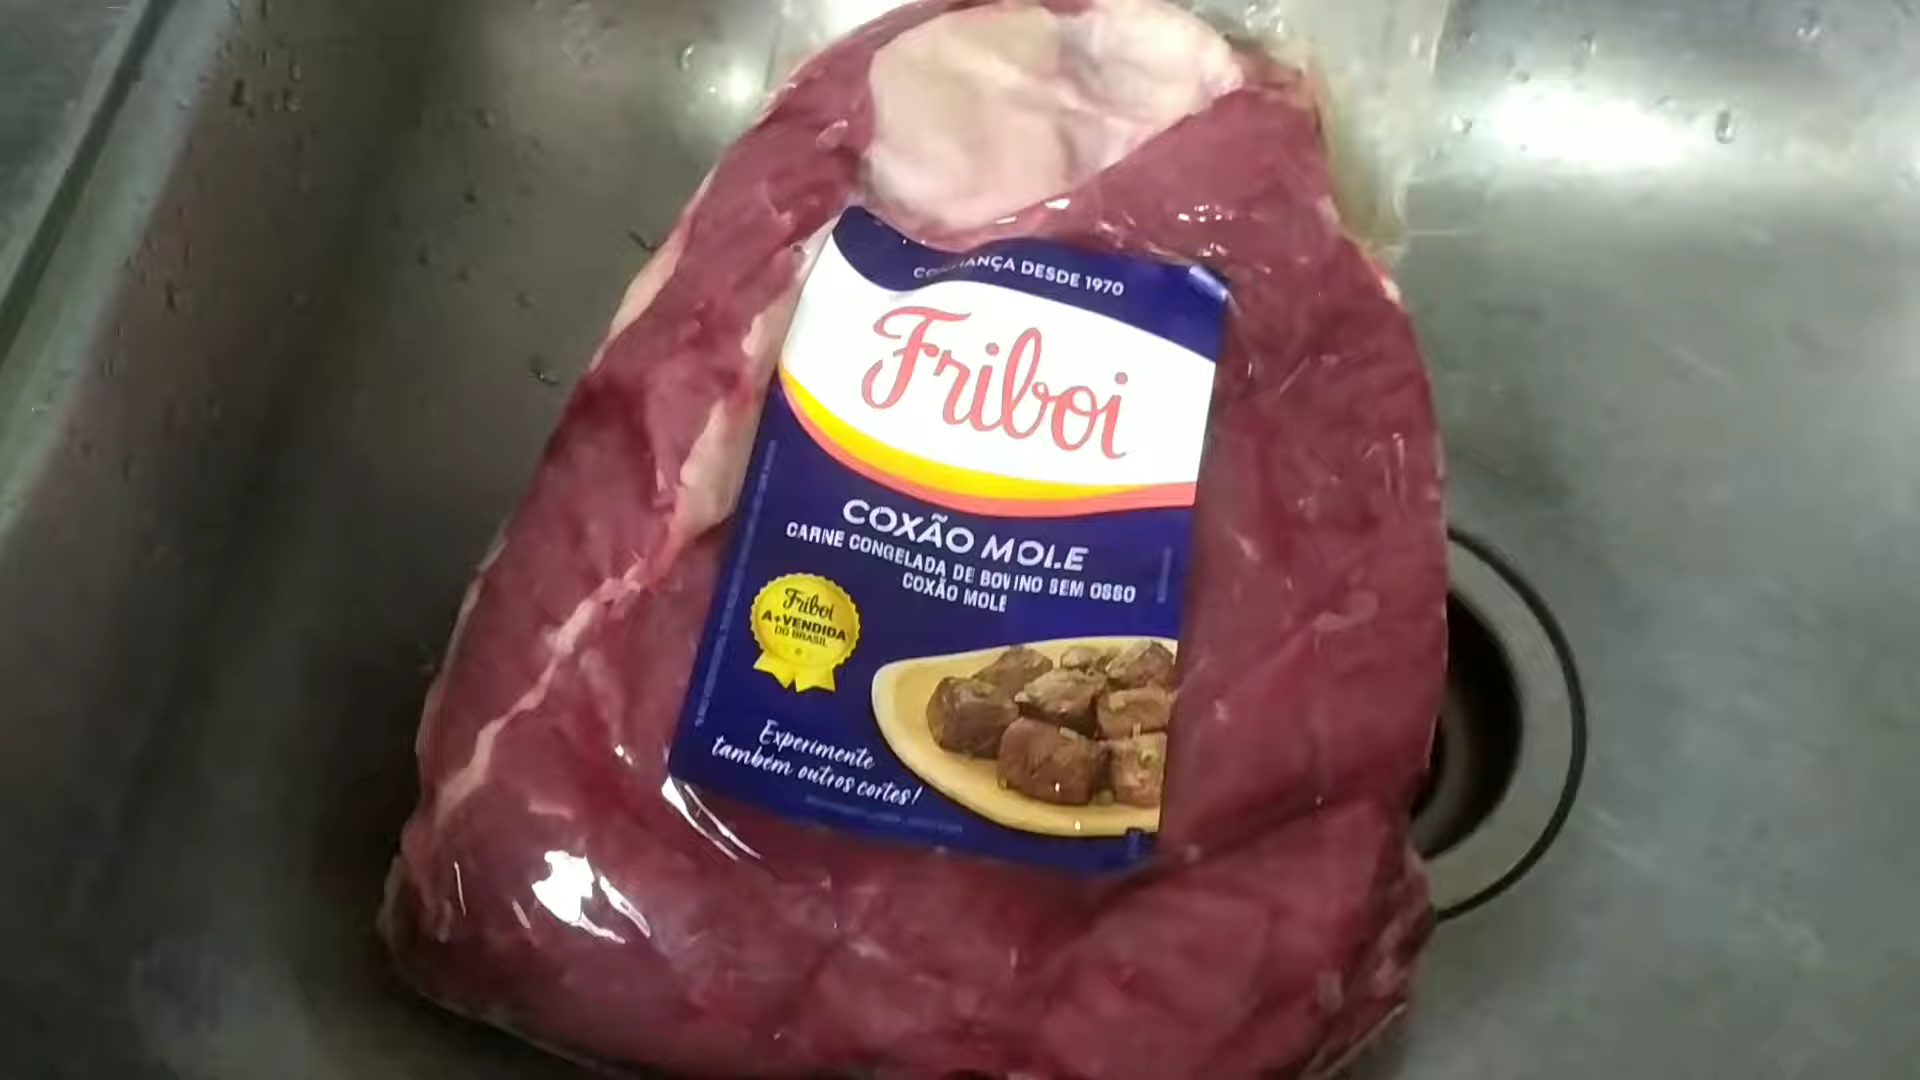 CONFIANÇA DESDE 1970
Friboi
COXÃO MOLE
CARNE CONGELADA DE BOVINO SEM OSSO
COXÃO MOLE
Friboi
A+VENDIDA
DO BRASIL
Experimente
também outros cortes!